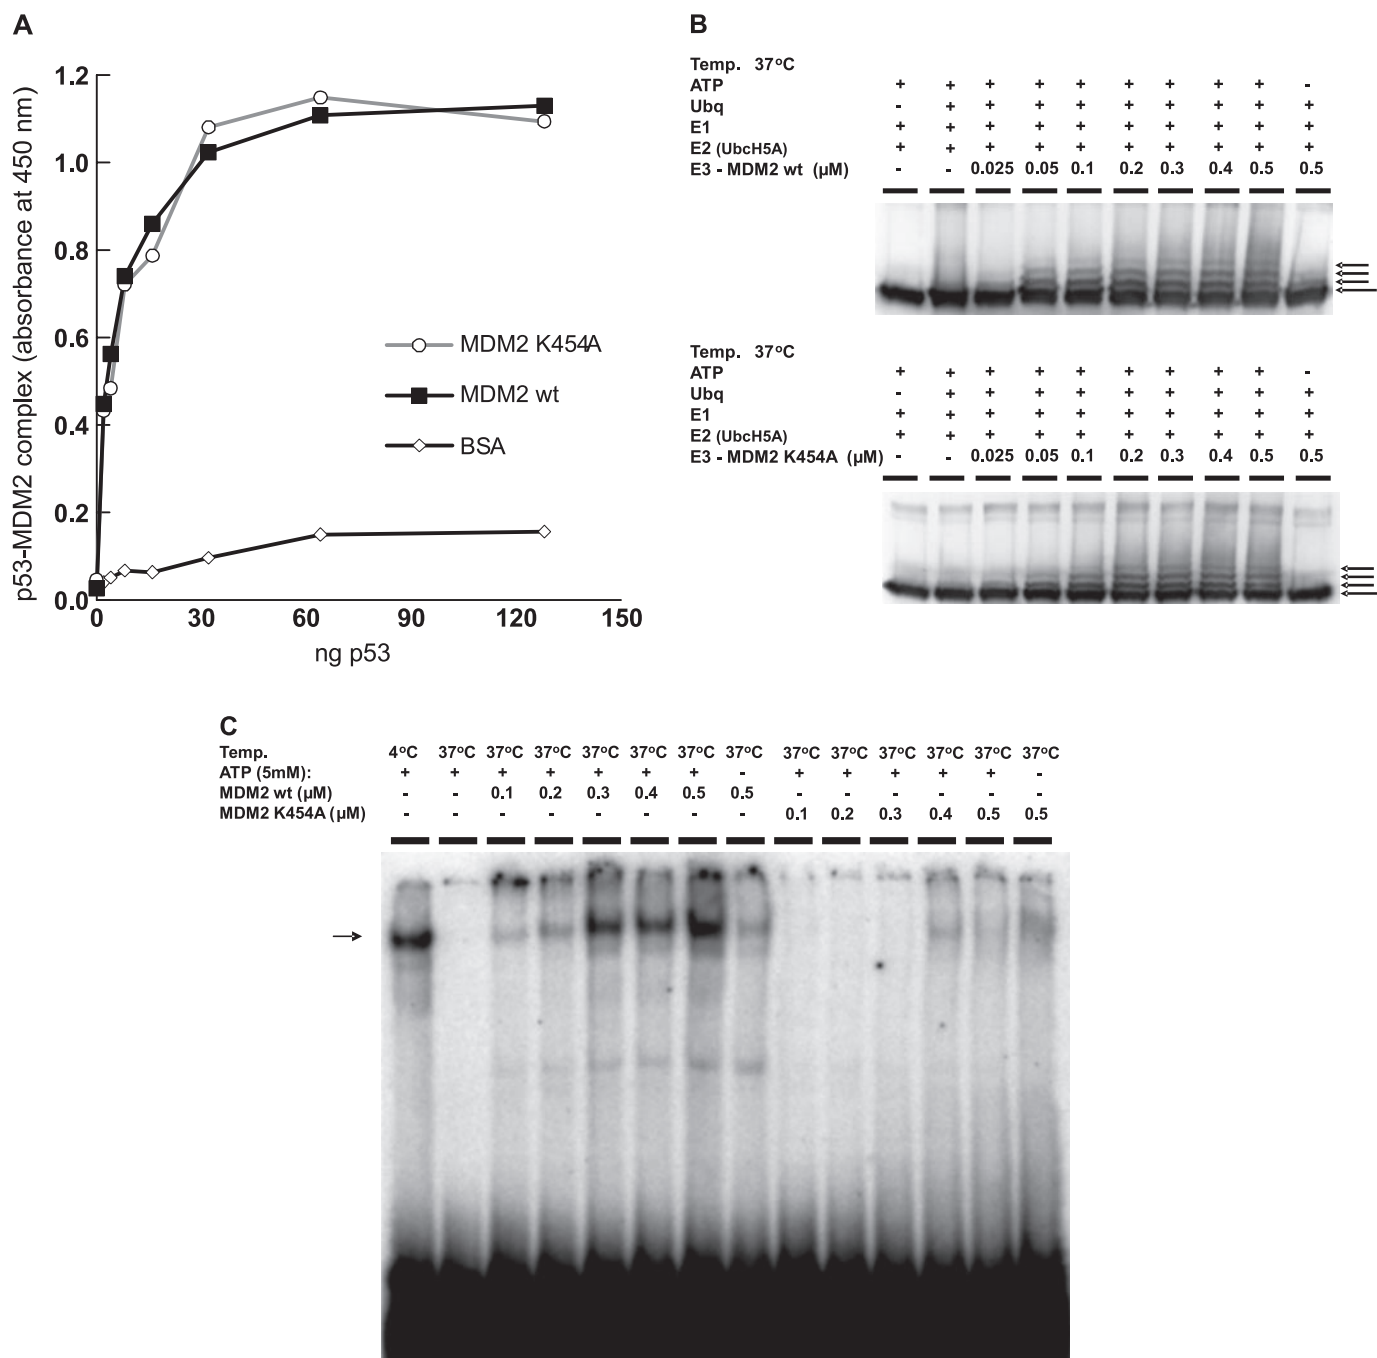 A
p53-MDM2 complex (absorbance at 450 nm)
1.2
1.0
0.8
0.6
0.4
0.2
0.0
0 30 60 90 120 150
ng p53
MDM2 K454A
MDM2 wt
BSA
B
Temp. 37°C
ATP + + + + + + + + + -
Ubq - + + + + + + + + +
E1 + + + + + + + + + +
E2 (UbcH5A) + + + + + + + + + +
E3 - MDM2 wt (µM) - - 0.025 0.05 0.1 0.2 0.3 0.4 0.5 0.5
Temp. 37°C
ATP + + + + + + + + + -
Ubq - + + + + + + + + +
E1 + + + + + + + + + +
E2 (UbcH5A) + + + + + + + + + +
E3 - MDM2 K454A (µM) - - 0.025 0.05 0.1 0.2 0.3 0.4 0.5 0.5
C
Temp. 4°C 37°C 37°C 37°C 37°C 37°C 37°C 37°C 37°C 37°C 37°C 37°C 37°C 37°C
ATP (5mM): + + + + + + + - + + + + + -
MDM2 wt (µM) - - 0.1 0.2 0.3 0.4 0.5 0.5 - - - - - -
MDM2 K454A (µM) - - - - - - - - 0.1 0.2 0.3 0.4 0.5 0.5